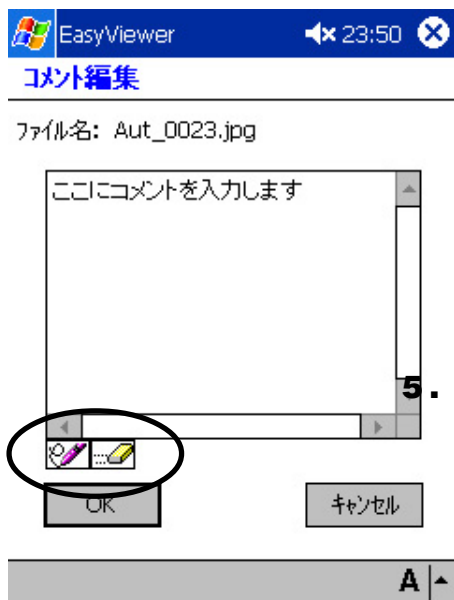 EasyViewer 23:50
コメント編集
ファイル名: Aut_0023.jpg
ここにコメントを入力します
5.
OK キャンセル
A